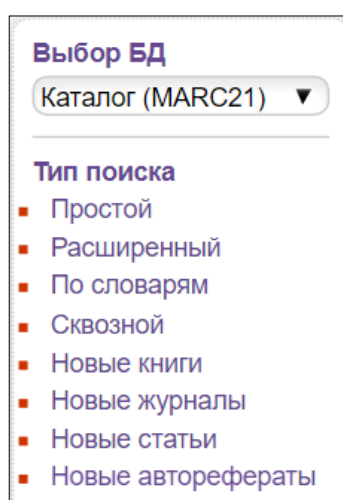 Выбор БД
Каталог (MARC21)
Тип поиска
Простой
Расширенный
По словарям
Сквозной
Новые книги
Новые журналы
Новые статьи
Новые авторефераты